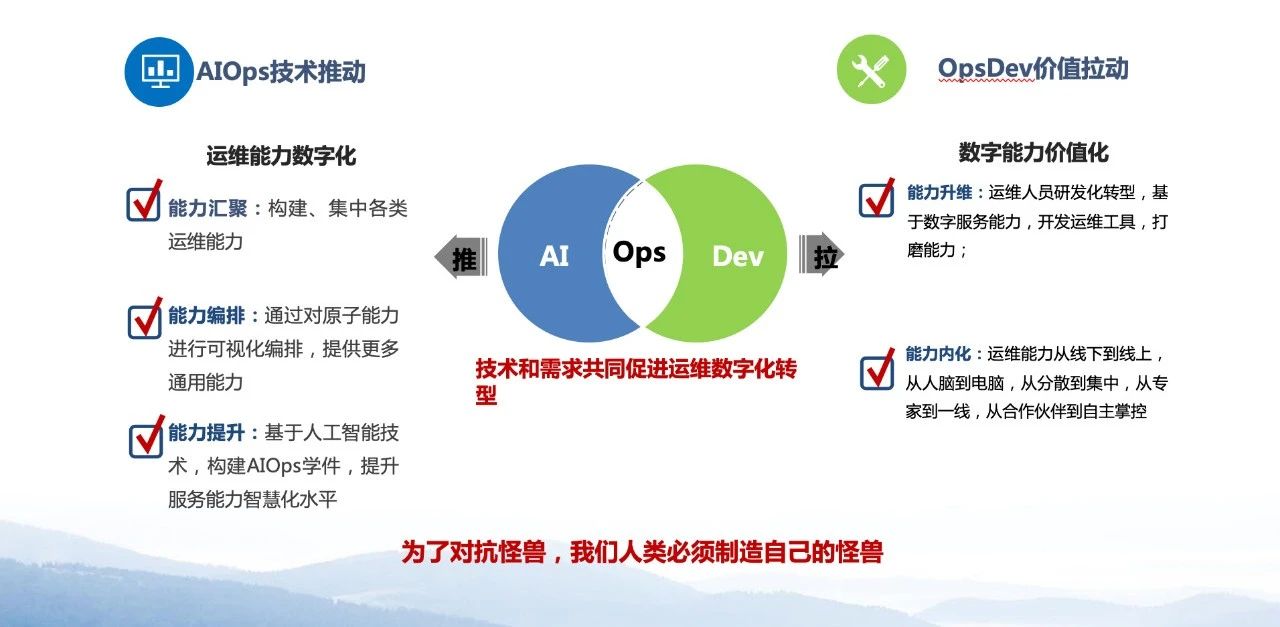 AIOps技术推动
运维能力数字化
能力汇聚：构建、集中各类
运维能力
能力编排：通过对原子能力
进行可视化编排，提供更多
通用能力
能力提升：基于人工智能技
术，构建AIOps学件，提升
服务能力智慧化水平
推
AI
Ops
Dev
拉
技术和需求共同促进运维数字化转
型
OpsDev价值拉动
数字能力价值化
能力升维：运维人员研发化转型，基
于数字服务能力，开发运维工具，打
磨能力；
能力内化：运维能力从线下到线上，
从人脑到电脑，从分散到集中，从专
家到一线，从合作伙伴到自主掌控
为了对抗怪兽，我们人类必须制造自己的怪兽